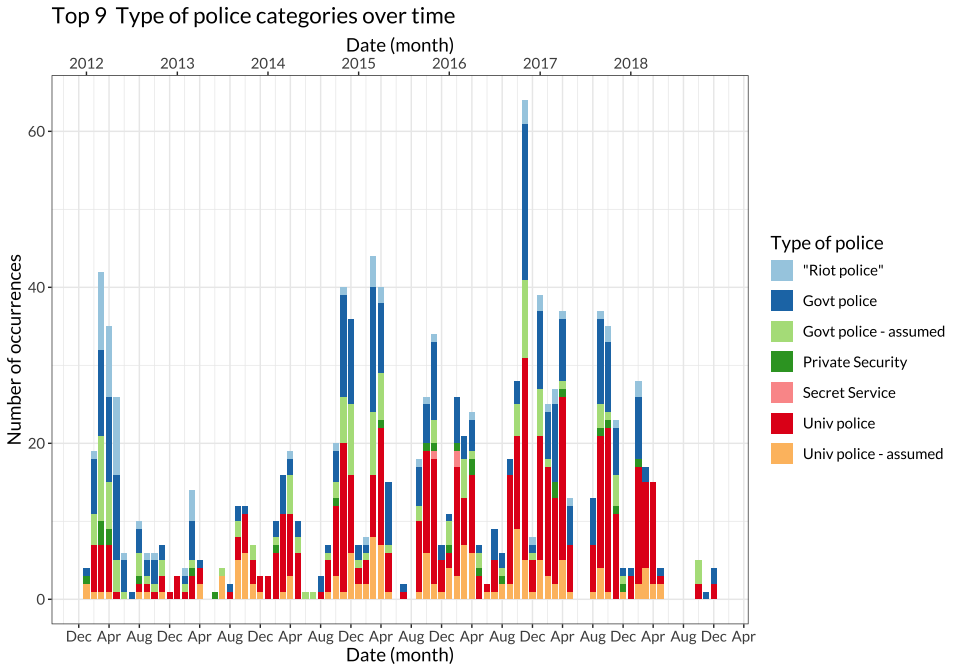 Top 9  Type of police categories over time
Date (month)
2012 2013 2014 2015 2016 2017 2018
Number of occurrences
60
40
20
0
Dec Apr Aug Dec Apr Aug Dec Apr Aug Dec Apr Aug Dec Apr Aug Dec Apr Aug Dec Apr Aug Dec Apr
Date (month)
Type of police
"Riot police"
Govt police
Govt police - assumed
Private Security
Secret Service
Univ police
Univ police - assumed